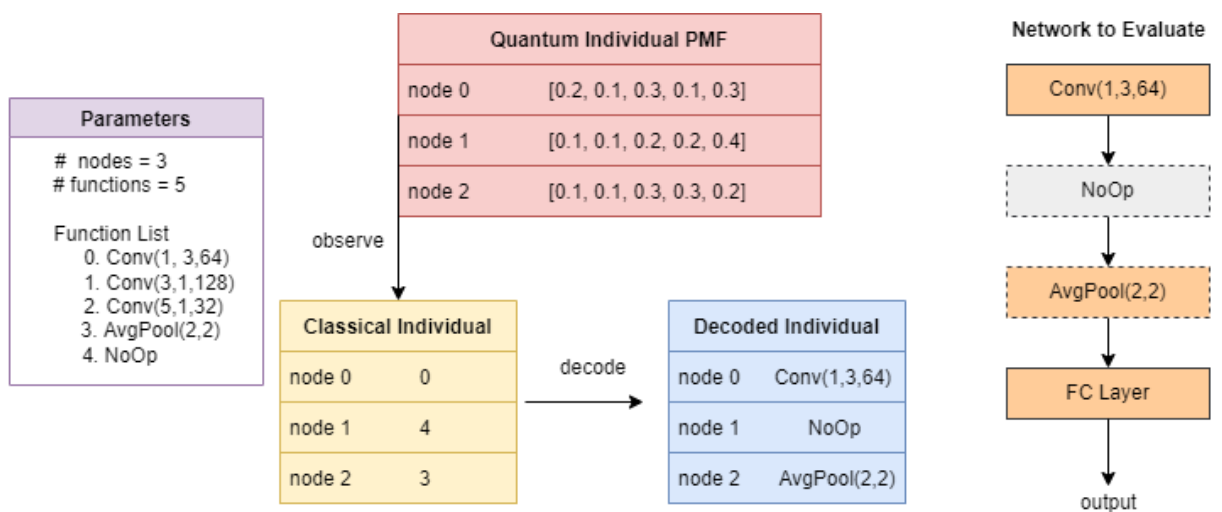 Parameters
# nodes = 3
# functions = 5
Function List
0. Conv(1, 3,64)
1. Conv(3,1,128)
2. Conv(5,1,32)
3. AvgPool(2,2)
4. NoOp
Quantum Individual PMF
node 0 [0.2, 0.1, 0.3, 0.1, 0.3]
node 1 [0.1, 0.1, 0.2, 0.2, 0.4]
node 2 [0.1, 0.1, 0.3, 0.3, 0.2]
observe
Classical Individual
node 0 0
node 1 4
node 2 3
decode
Decoded Individual
node 0 Conv(1,3,64)
node 1 NoOp
node 2 AvgPool(2,2)
Network to Evaluate
Conv(1,3,64)
NoOp
AvgPool(2,2)
FC Layer
output